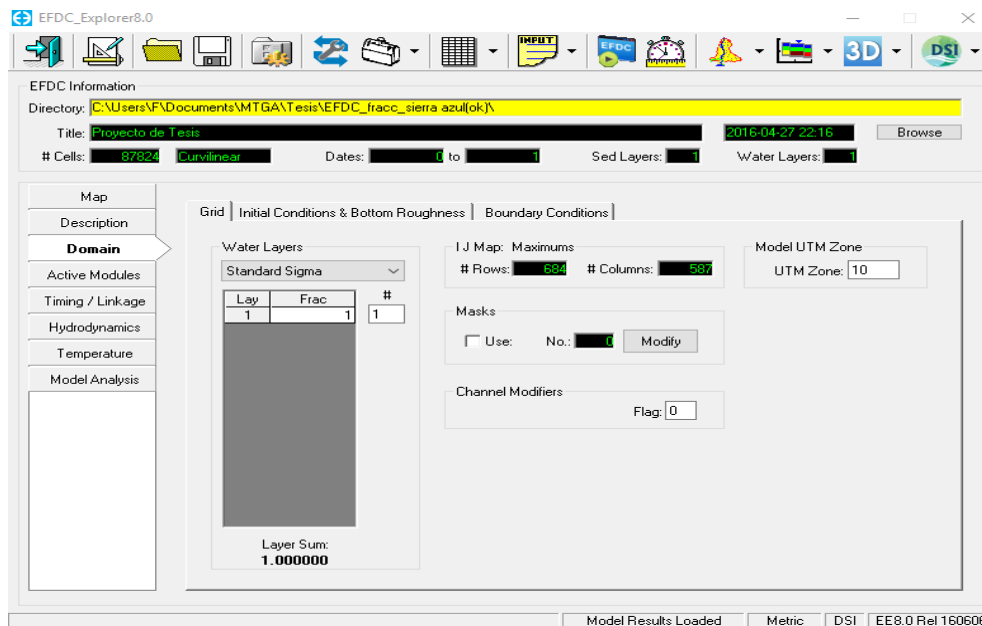 EFDC_Explorer8.0
INPUT
EFDC
3D
DSI
EFDC Information
Directory: C:\Users\F\Documents\MTGA\Tesis\EFDC_fracc_sierra azul(ok)\
Title: Proyecto de Tesis 2016-04-27 22:16 Browse
# Cells: 87824 Curvilinear Dates: 0 to 1 Sed Layers: 1 Water Layers: 1
Map
Description
Domain
Active Modules
Timing / Linkage
Hydrodynamics
Temperature
Model Analysis
Grid Initial Conditions & Bottom Roughness Boundary Conditions
Water Layers
Standard Sigma
Lay Frac #
1 1 1
Layer Sum:
1.000000
I J Map: Maximums
# Rows: 684 # Columns: 587
Masks
Use: No.: 0 Modify
Channel Modifiers
Flag: 0
Model UTM Zone
UTM Zone: 10
Model Results Loaded Metric DSI EE8.0 Rel 160606